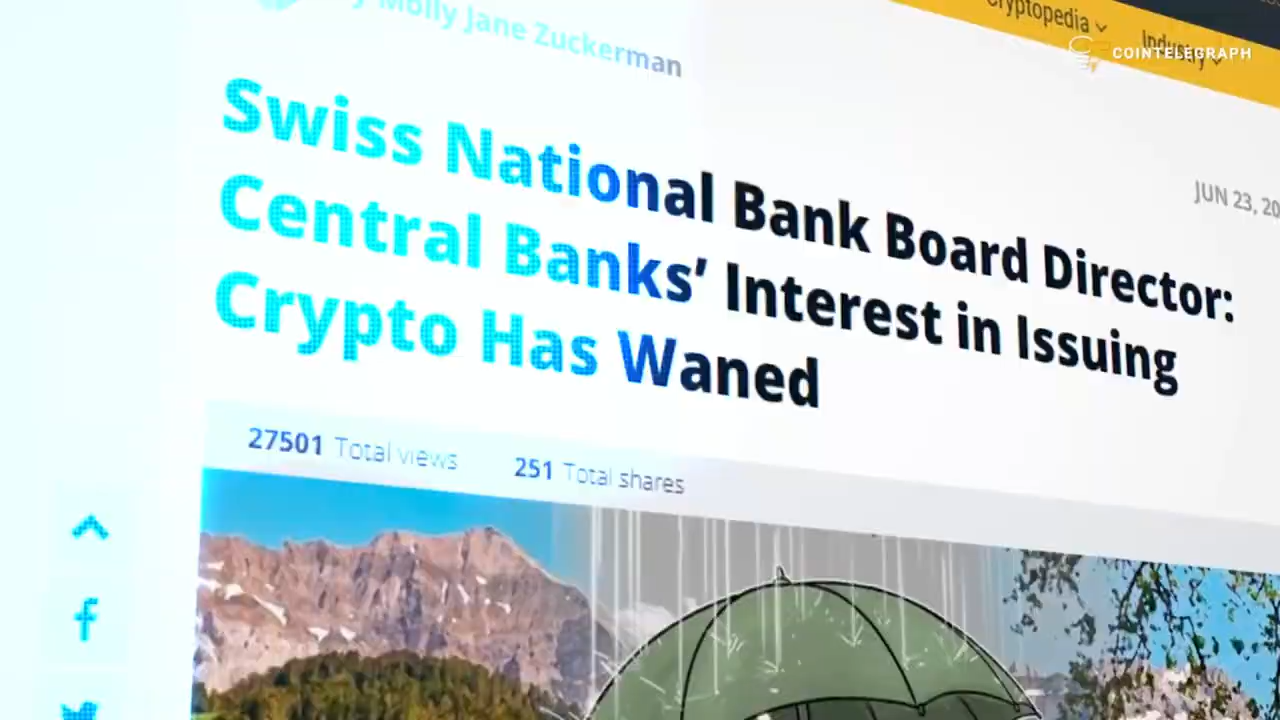 Cryptopedia
Industry
COINTELEGRAPH
y Molly Jane Zuckerman
JUN 23, 20
Swiss National Bank Board Director:
Central Banks’ Interest in Issuing
Crypto Has Waned
27501 Total views 251 Total shares